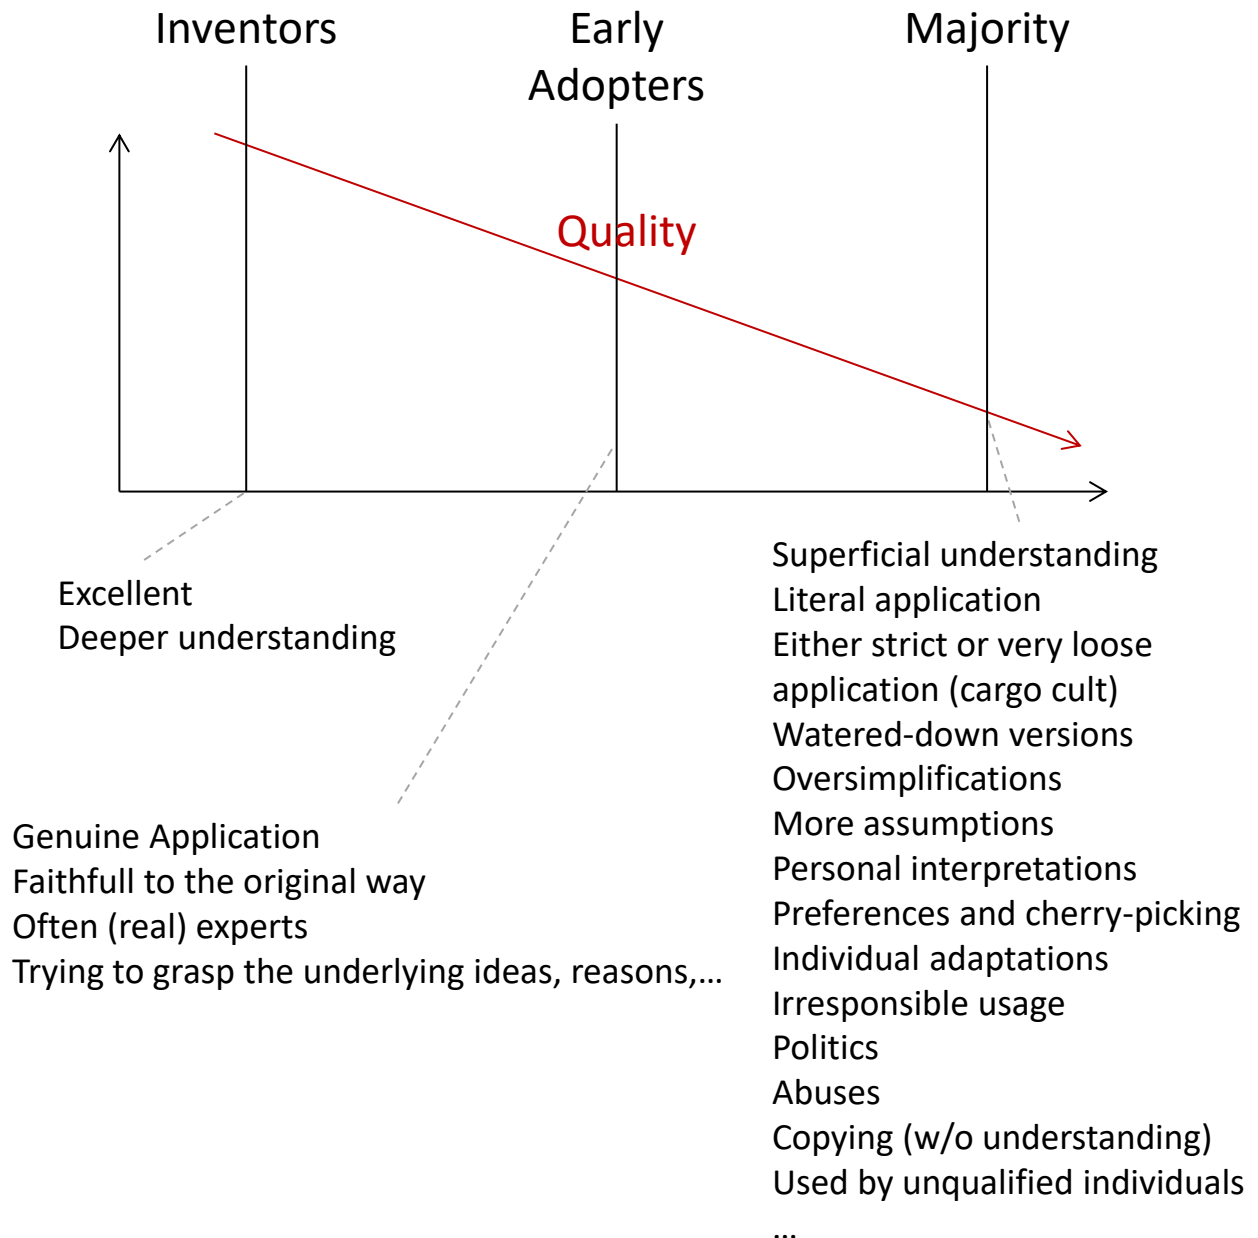 Inventors
Early
Adopters
Majority
Quality
Excellent
Deeper understanding
Genuine Application
Faithfull to the original way
Often (real) experts
Trying to grasp the underlying ideas, reasons,…
Superficial understanding
Literal application
Either strict or very loose
application (cargo cult)
Watered-down versions
Oversimplifications
More assumptions
Personal interpretations
Preferences and cherry-picking
Individual adaptations
Irresponsible usage
Politics
Abuses
Copying (w/o understanding)
Used by unqualified individuals
…